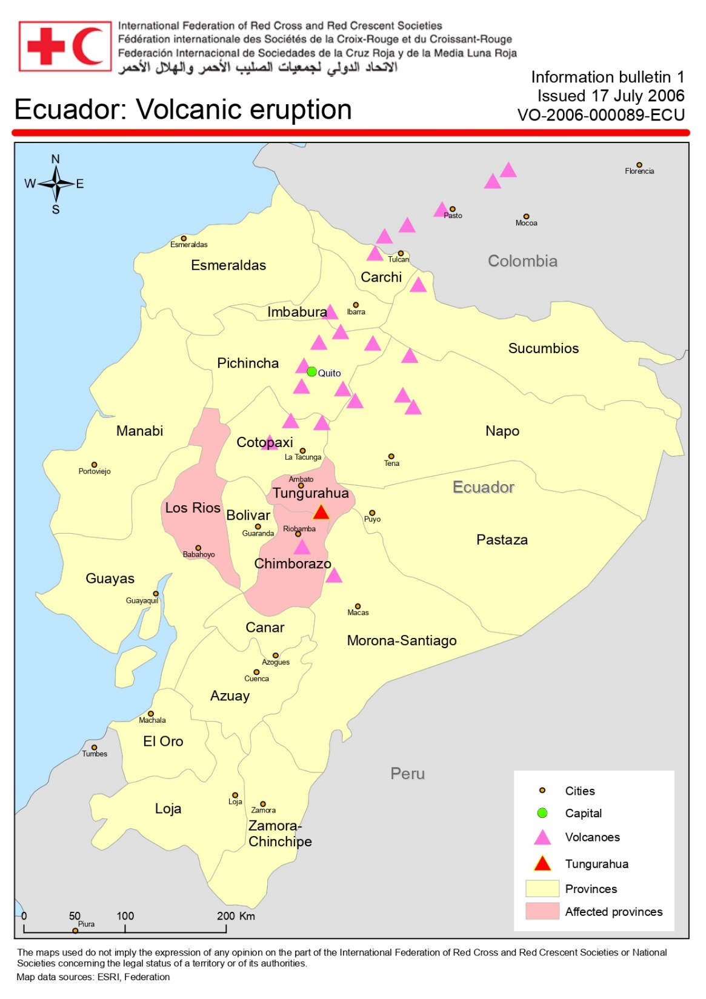 International Federation of Red Cross and Red Crescent Societies
Fédération internationale des Sociétés de la Croix-Rouge et du Croissant-Rouge
Federación Internacional de Sociedades de la Cruz Roja y de la Media Luna Roja
الاتحاد الدولي لجمعيات الصليب الأحمر والهلال الأحمر
Information bulletin 1
Issued 17 July 2006
VO-2006-000089-ECU
Ecuador: Volcanic eruption
N
W E
S
Florencia
Pasto
Mocoa
Esmeraldas
Tulcan
Colombia
Esmeraldas
Carchi
Imbabura
Ibarra
Sucumbios
Pichincha
Quito
Manabi
Napo
Cotopaxi
La Tacunga
Tena
Portoviejo
Ambato
Ecuador
Tungurahua
Los Rios
Bolivar
Puyo
Riobamba
Guaranda
Pastaza
Babahoyo
Chimborazo
Guayas
Guayaquil
Macas
Canar
Morona-Santiago
Azogues
Cuenca
Azuay
Machala
El Oro
Tumbes
Peru
Loja
Loja
Zamora
Zamora-
Chinchipe
Cities
Capital
Volcanoes
Tungurahua
Provinces
Affected provinces
0 50 100 200 Km
Piura
The maps used do not imply the expression of any opinion on the part of the International Federation of Red Cross and Red Crescent Societies or National
Societies concerning the legal status of a territory or of its authorities.
Map data sources: ESRI, Federation